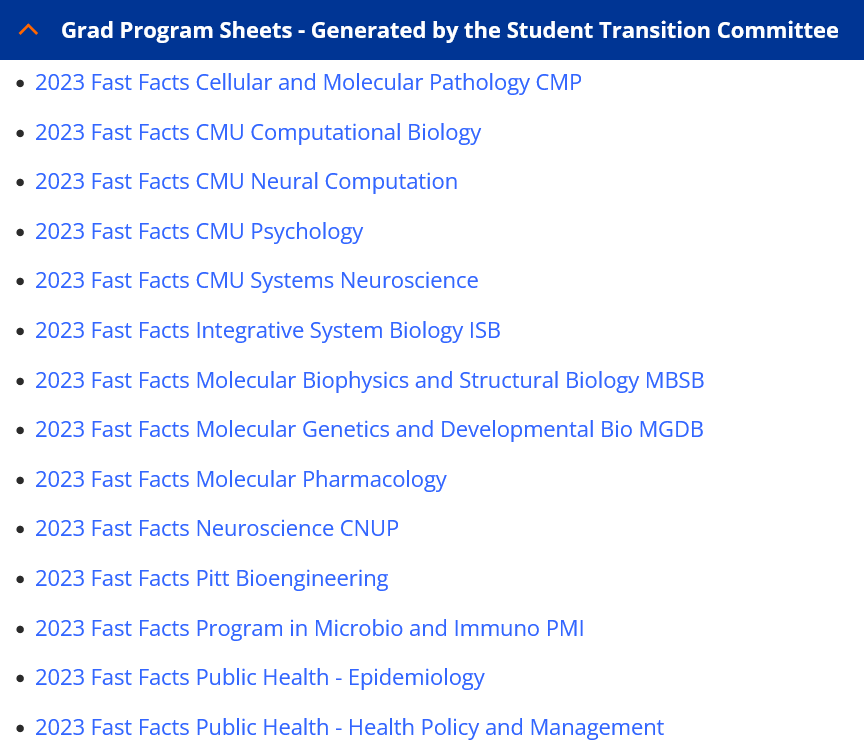 Grad Program Sheets - Generated by the Student Transition Committee
2023 Fast Facts Cellular and Molecular Pathology CMP
2023 Fast Facts CMU Computational Biology
2023 Fast Facts CMU Neural Computation
2023 Fast Facts CMU Psychology
2023 Fast Facts CMU Systems Neuroscience
2023 Fast Facts Integrative System Biology ISB
2023 Fast Facts Molecular Biophysics and Structural Biology MBSB
2023 Fast Facts Molecular Genetics and Developmental Bio MGDB
2023 Fast Facts Molecular Pharmacology
2023 Fast Facts Neuroscience CNUP
2023 Fast Facts Pitt Bioengineering
2023 Fast Facts Program in Microbio and Immuno PMI
2023 Fast Facts Public Health - Epidemiology
2023 Fast Facts Public Health - Health Policy and Management